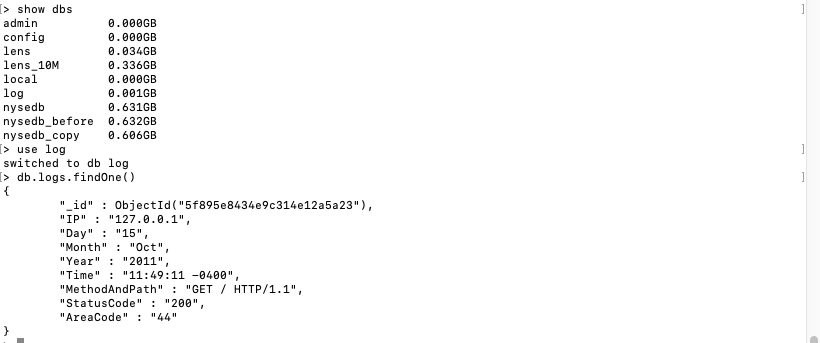 [> show dbs ]
admin          0.000GB
config         0.000GB
lens           0.034GB
lens_10M       0.336GB
local          0.000GB
log            0.001GB
nysedb         0.631GB
nysedb_before  0.632GB
nysedb_copy    0.606GB
[> use log ]
switched to db log
[> db.logs.findOne() ]
{
        "_id" : ObjectId("5f895e8434e9c314e12a5a23"),
        "IP" : "127.0.0.1",
        "Day" : "15",
        "Month" : "Oct",
        "Year" : "2011",
        "Time" : "11:49:11 -0400",
        "MethodAndPath" : "GET / HTTP/1.1",
        "StatusCode" : "200",
        "AreaCode" : "44"
}
>